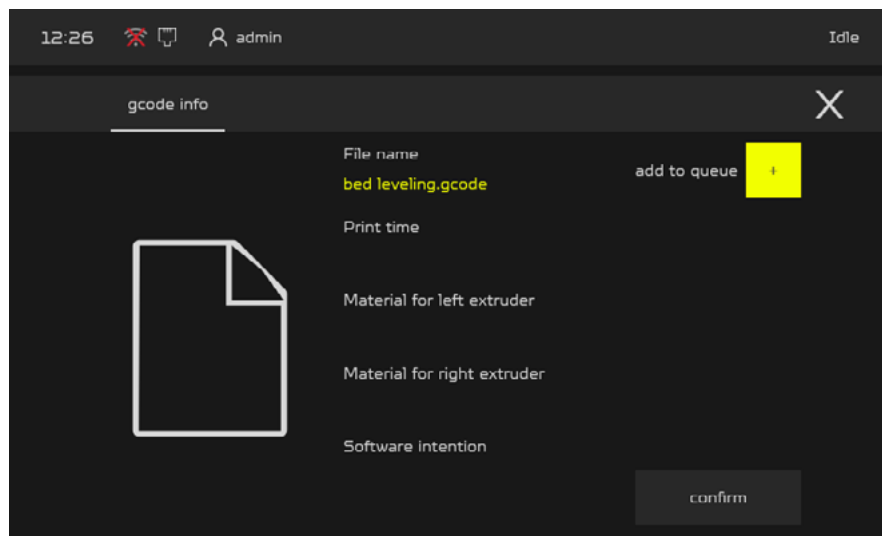 12:26 admin Idle
gcode info X
File name
bed leveling.gcode
add to queue +
Print time
Material for left extruder
Material for right extruder
Software intention
confirm